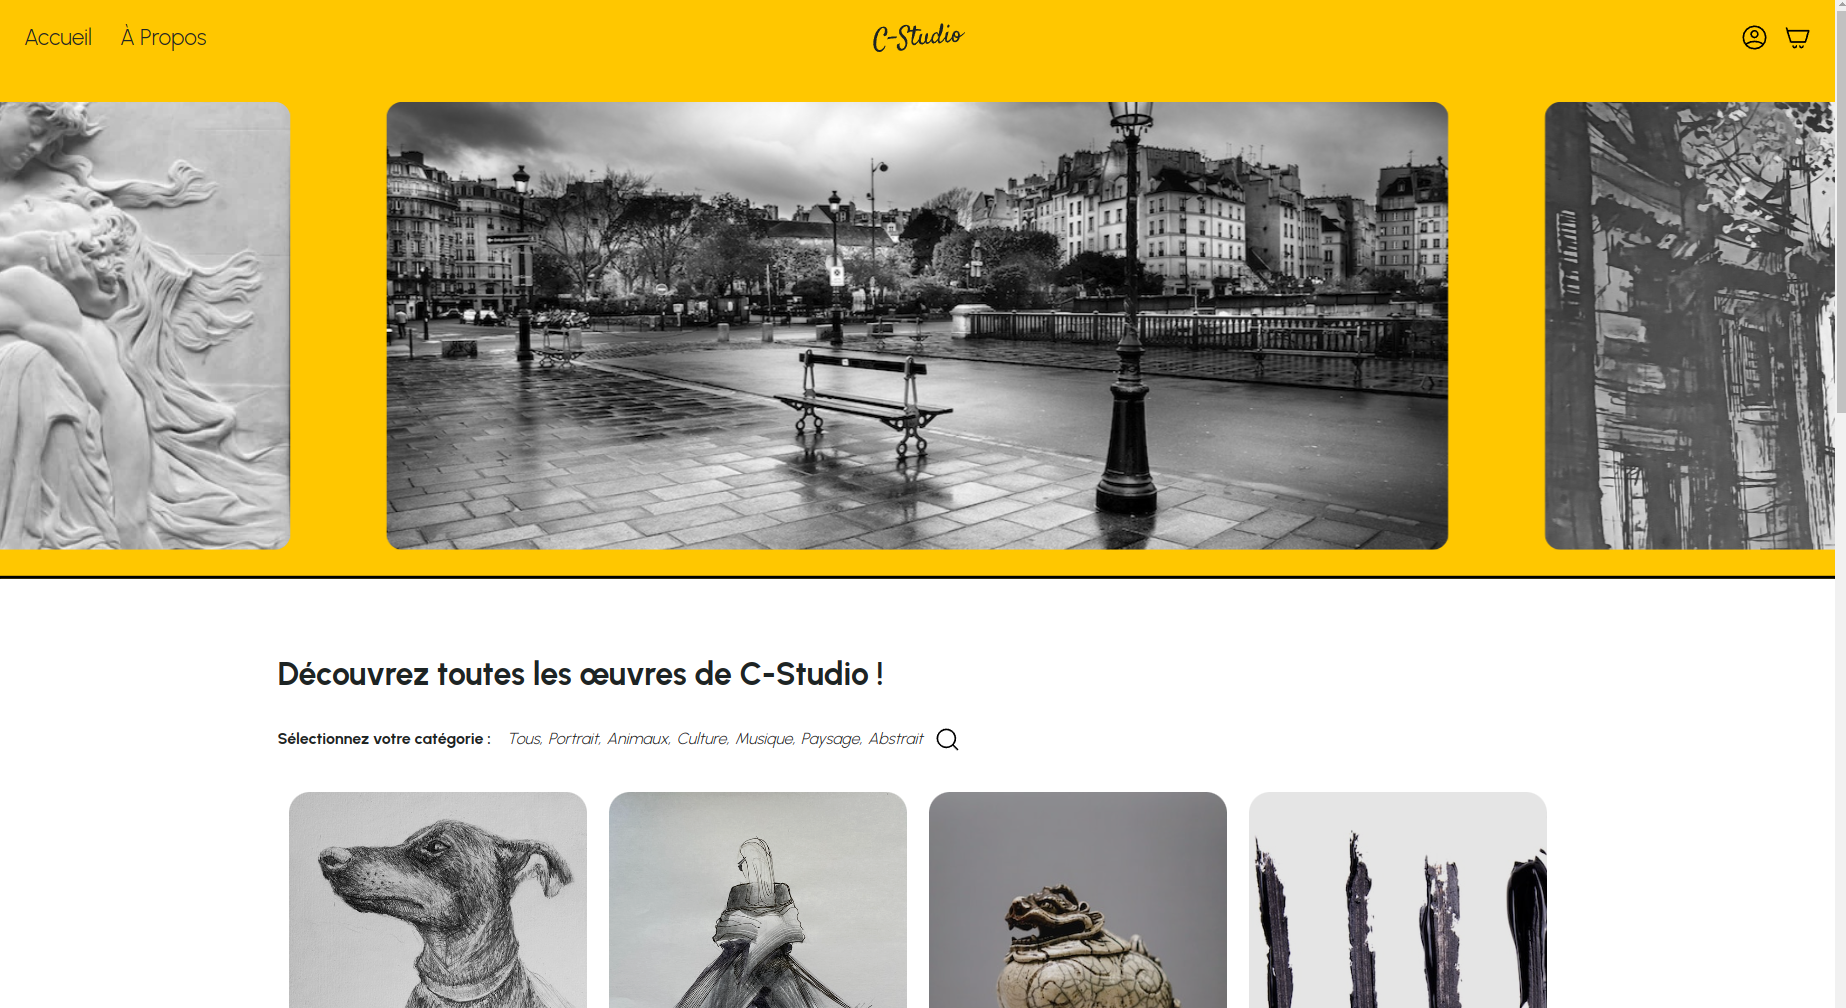 Accueil À Propos C-Studio
Découvrez toutes les œuvres de C-Studio !
Sélectionnez votre catégorie : Tous, Portrait, Animaux, Culture, Musique, Paysage, Abstrait